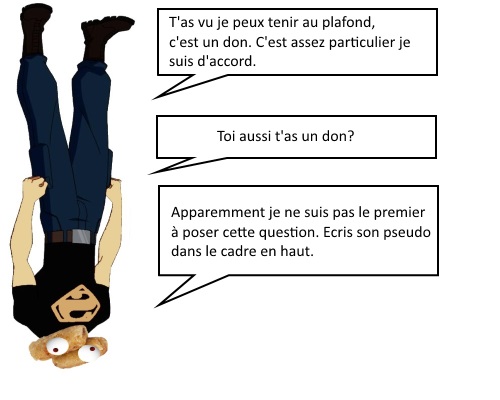 T'as vu je peux tenir au plafond,
c'est un don. C'est assez particulier je
suis d'accord.
Toi aussi t'as un don?
Apparemment je ne suis pas le premier
à poser cette question. Ecris son pseudo
dans le cadre en haut.